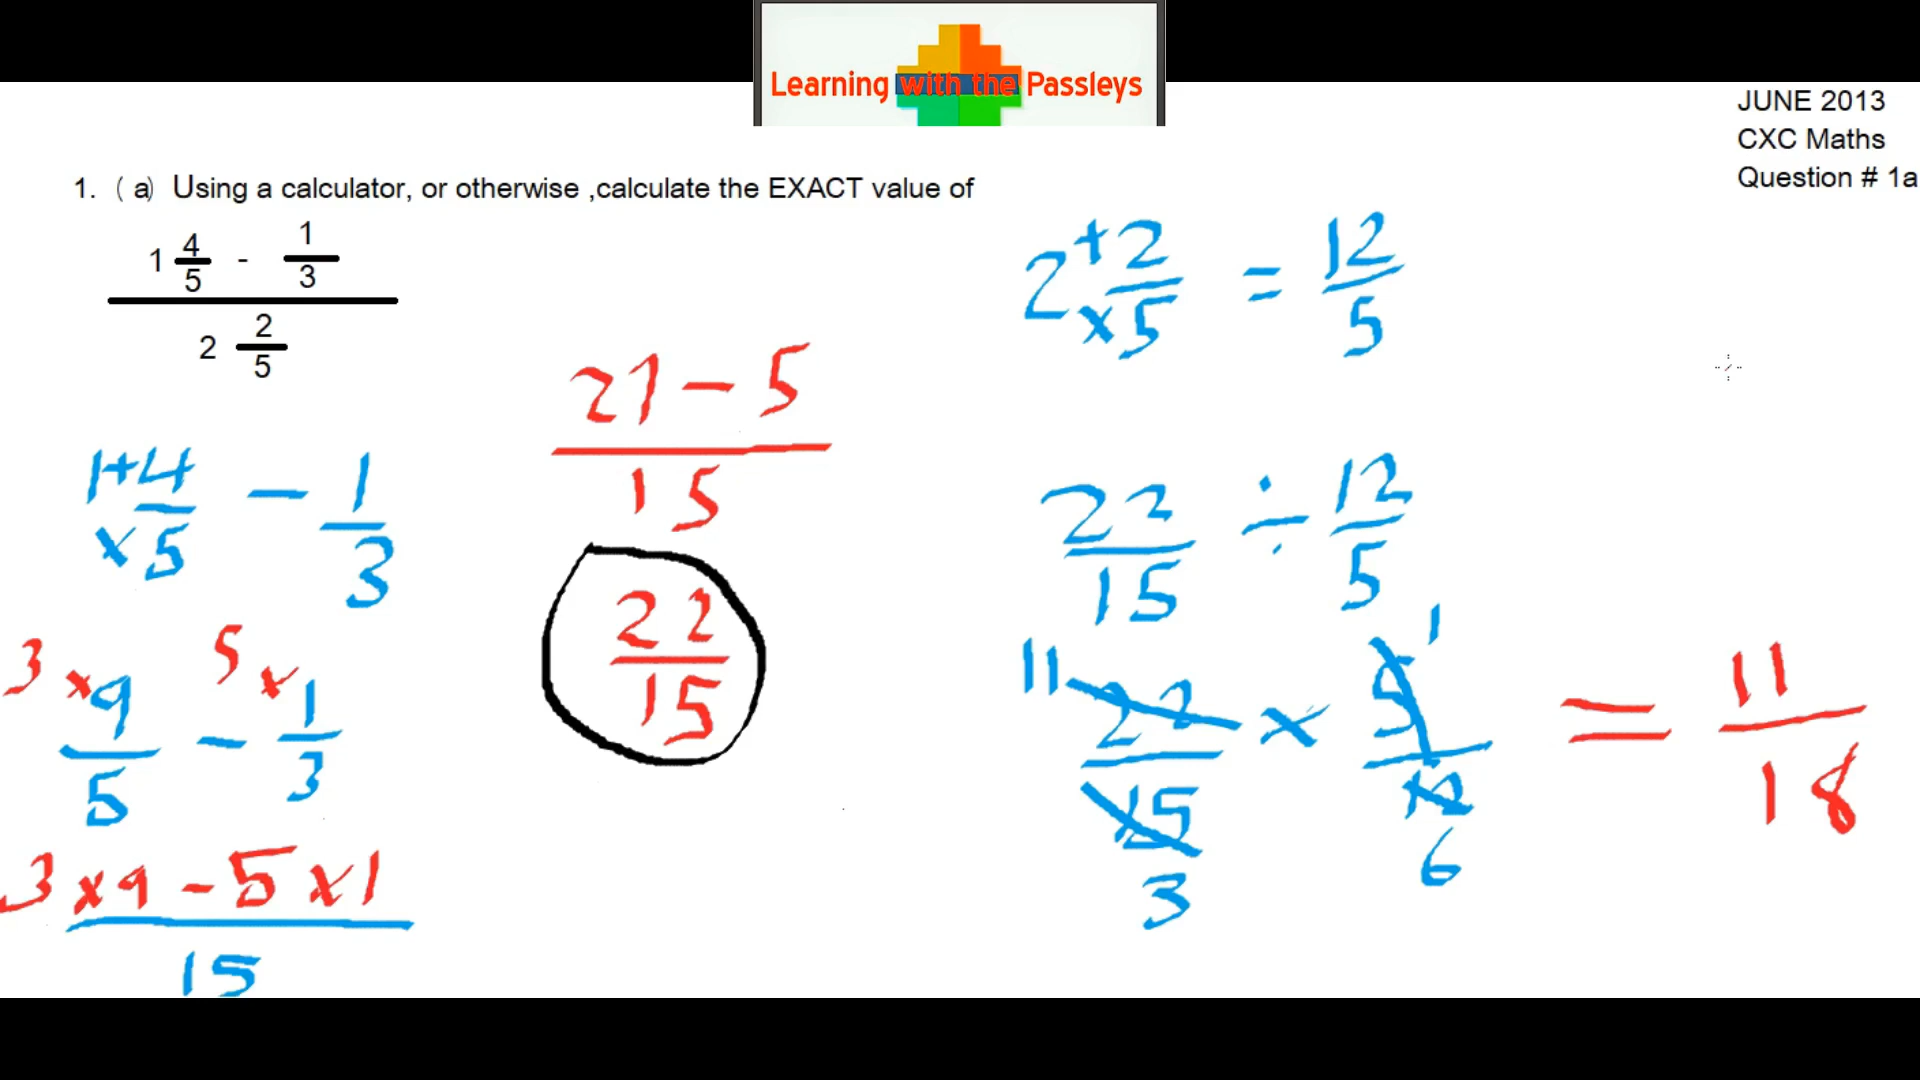 Learning with the Passleys
JUNE 2013
CXC Maths
Question # 1a
1. ( a) Using a calculator, or otherwise ,calculate the EXACT value of
1 4/5 - 1/3
2 2/5
1+4
×5
- 1/3
3 × 9/5 - 5 × 1/3
3 × 9 - 5 × 1
15
27 - 5
15
22
15
2 + 2
× 5
= 12/5
22/15 ÷ 12/5
11 1
22/15 × 5/12 = 11/18
3 6